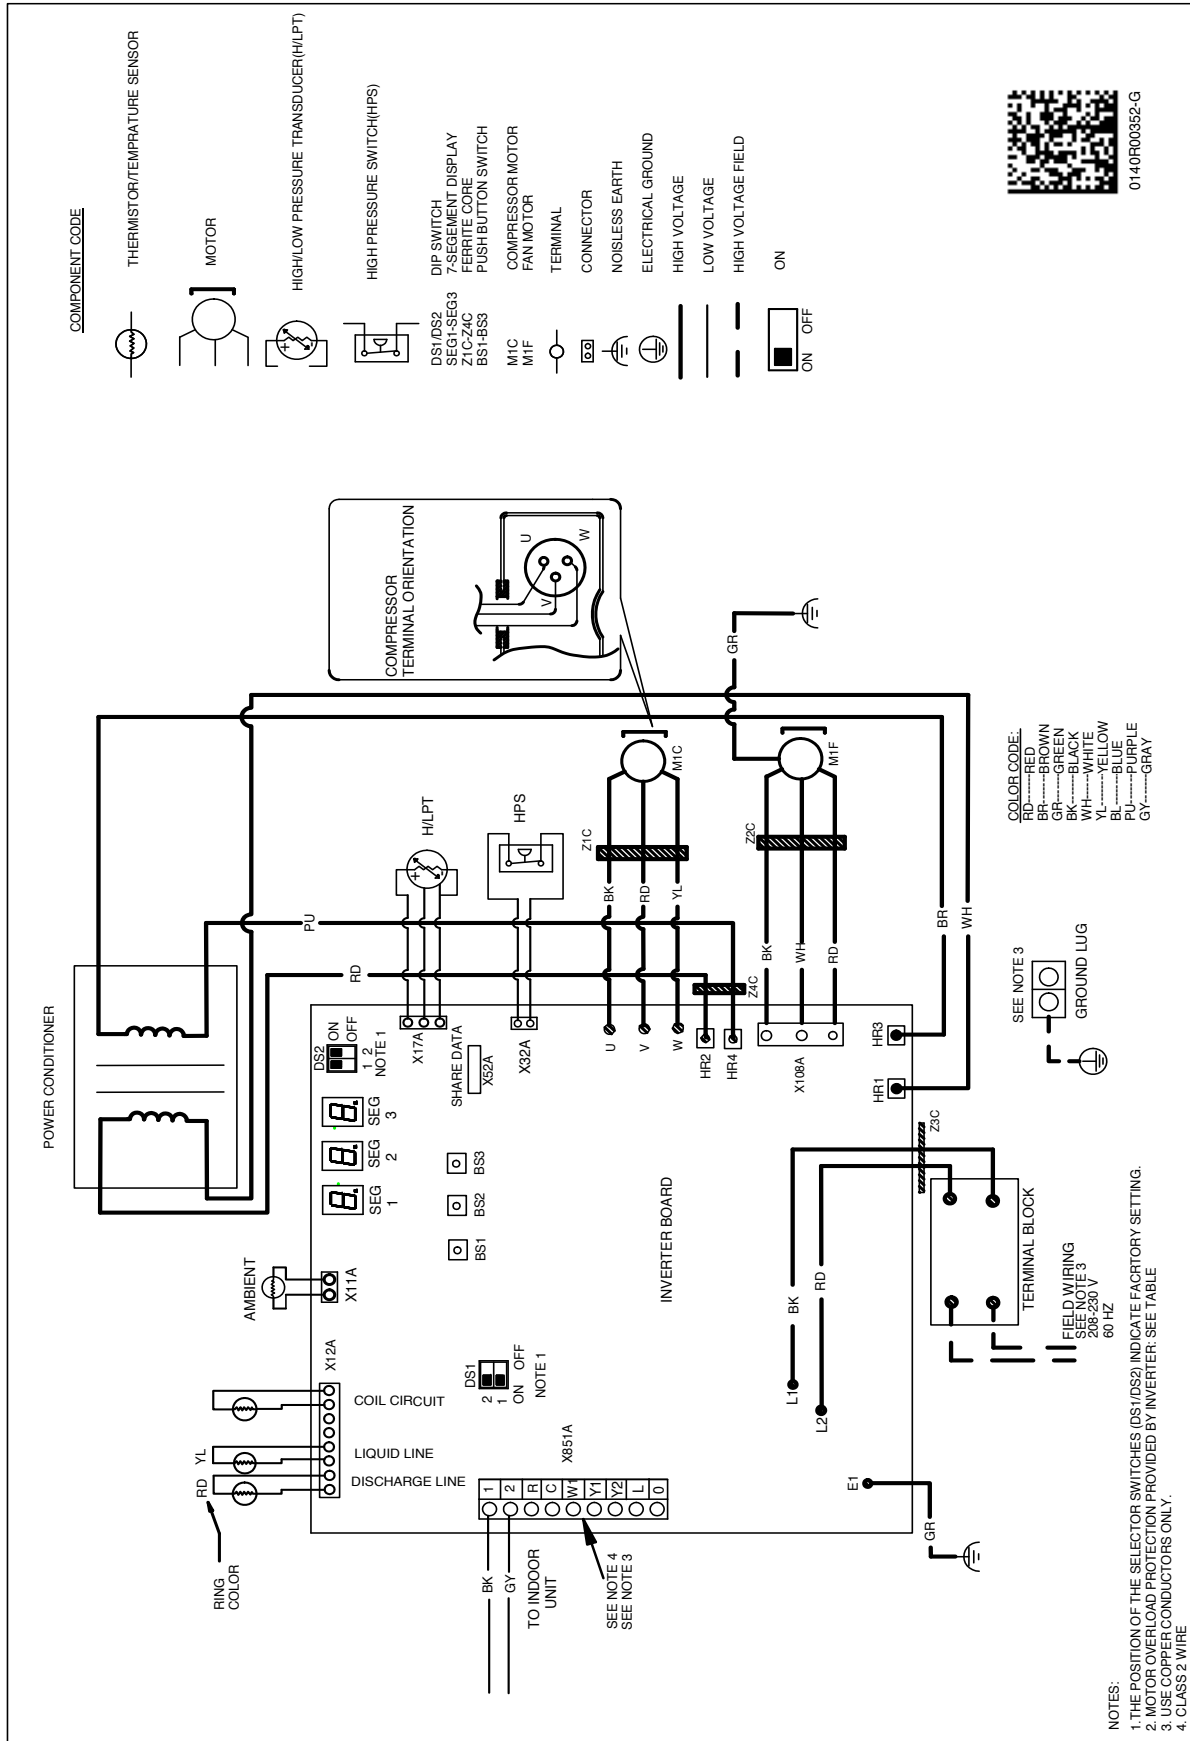 COMPONENT CODE
THERMISTOR/TEMPRATURE SENSOR
MOTOR
HIGH/LOW PRESSURE TRANSDUCER(H/LPT)
HIGH PRESSURE SWITCH(HPS)
DS1/DS2 DIP SWITCH
SEG1-SEG3 7-SEGEMENT DISPLAY
Z1C-Z4C FERRITE CORE
BS1-BS3 PUSH BUTTON SWITCH
M1C COMPRESSOR MOTOR
M1F FAN MOTOR
TERMINAL
CONNECTOR
NOISLESS EARTH
ELECTRICAL GROUND
HIGH VOLTAGE
LOW VOLTAGE
HIGH VOLTAGE FIELD
ON OFF
ON
0140R00352-G
COMPRESSOR
TERMINAL ORIENTATION
U
V
W
POWER CONDITIONER
PU
RD
H/LPT
HPS
Z1C
M1C
BK
RD
YL
Z2C
M1F
GR
BK
WH
RD
BR
WH
Z4C
AMBIENT
X11A
SEG
1
SEG
2
SEG
3
DS2
ON
OFF
1 2
NOTE 1
X17A
SHARE DATA
X52A
X32A
U
V
W
HR2
HR4
X108A
HR3
HR1
BS1
BS2
BS3
INVERTER BOARD
RING
COLOR
RD
YL
X12A
COIL CIRCUIT
LIQUID LINE
DISCHARGE LINE
DS1
2
1
ON OFF
NOTE 1
X851A
1
2
R
C
W1
Y1
Y2
L
0
BK
GY
TO INDOOR
UNIT
SEE NOTE 4
SEE NOTE 3
L1
L2
BK
RD
Z3C
E1
GR
TERMINAL BLOCK
FIELD WIRING
SEE NOTE 3
208-230 V
60 HZ
SEE NOTE 3
GROUND LUG
COLOR CODE:
RD--------RED
BR--------BROWN
GR--------GREEN
BK--------BLACK
WH-------WHITE
YL--------YELLOW
BL--------BLUE
PU--------PURPLE
GY--------GRAY
NOTES:
1. THE POSITION OF THE SELECTOR SWITCHES (DS1/DS2) INDICATE FACRTORY SETTING.
2. MOTOR OVERLOAD PROTECTION PROVIDED BY INVERTER: SEE TABLE
3. USE COPPER CONDUCTORS ONLY.
4. CLASS 2 WIRE